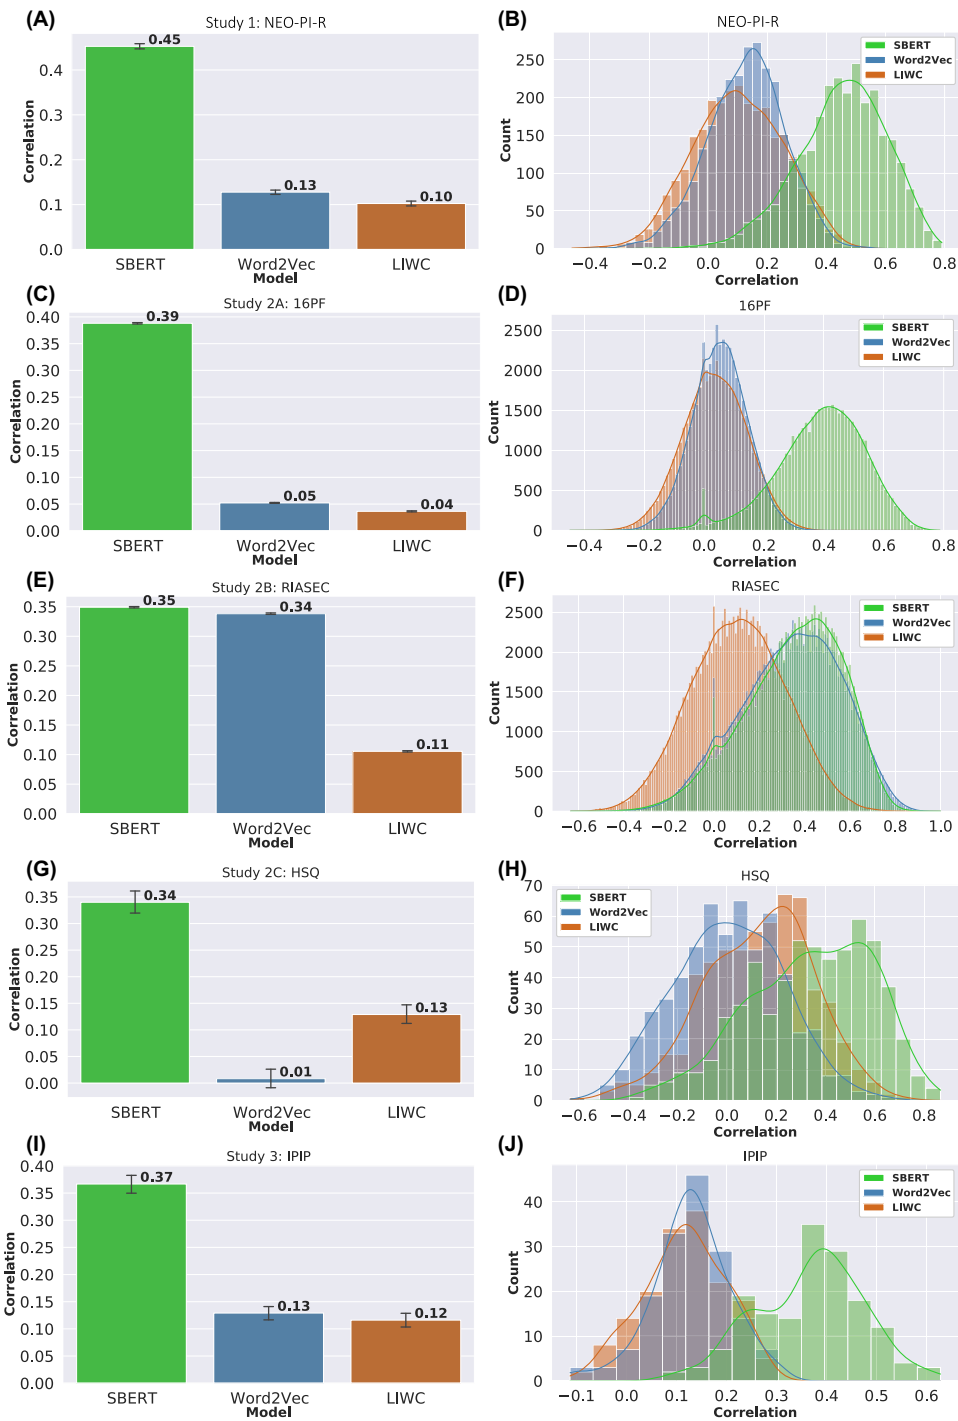 (A)
Study 1: NEO-PI-R
Correlation
0.4
0.3
0.2
0.1
0.0
0.45
0.13
0.10
SBERT
Word2Vec
LIWC
Model
(B)
NEO-PI-R
Count
250
200
150
100
50
0
SBERT
Word2Vec
LIWC
−0.4
−0.2
0.0
0.2
0.4
0.6
0.8
Correlation
(C)
Study 2A: 16PF
Correlation
0.40
0.35
0.30
0.25
0.20
0.15
0.10
0.05
0.00
0.39
0.05
0.04
SBERT
Word2Vec
LIWC
Model
(D)
16PF
Count
2500
2000
1500
1000
500
0
SBERT
Word2Vec
LIWC
−0.4
−0.2
0.0
0.2
0.4
0.6
0.8
Correlation
(E)
Study 2B: RIASEC
Correlation
0.35
0.30
0.25
0.20
0.15
0.10
0.05
0.00
0.35
0.34
0.11
SBERT
Word2Vec
LIWC
Model
(F)
RIASEC
Count
2500
2000
1500
1000
500
0
SBERT
Word2Vec
LIWC
−0.6
−0.4
−0.2
0.0
0.2
0.4
0.6
0.8
1.0
Correlation
(G)
Study 2C: HSQ
Correlation
0.35
0.30
0.25
0.20
0.15
0.10
0.05
0.00
0.34
0.01
0.13
SBERT
Word2Vec
LIWC
Model
(H)
HSQ
Count
70
60
50
40
30
20
10
0
SBERT
Word2Vec
LIWC
−0.6
−0.4
−0.2
0.0
0.2
0.4
0.6
0.8
Correlation
(I)
Study 3: IPIP
Correlation
0.40
0.35
0.30
0.25
0.20
0.15
0.10
0.05
0.00
0.37
0.13
0.12
SBERT
Word2Vec
LIWC
Model
(J)
IPIP
Count
40
30
20
10
0
SBERT
Word2Vec
LIWC
−0.1
0.0
0.1
0.2
0.3
0.4
0.5
0.6
Correlation